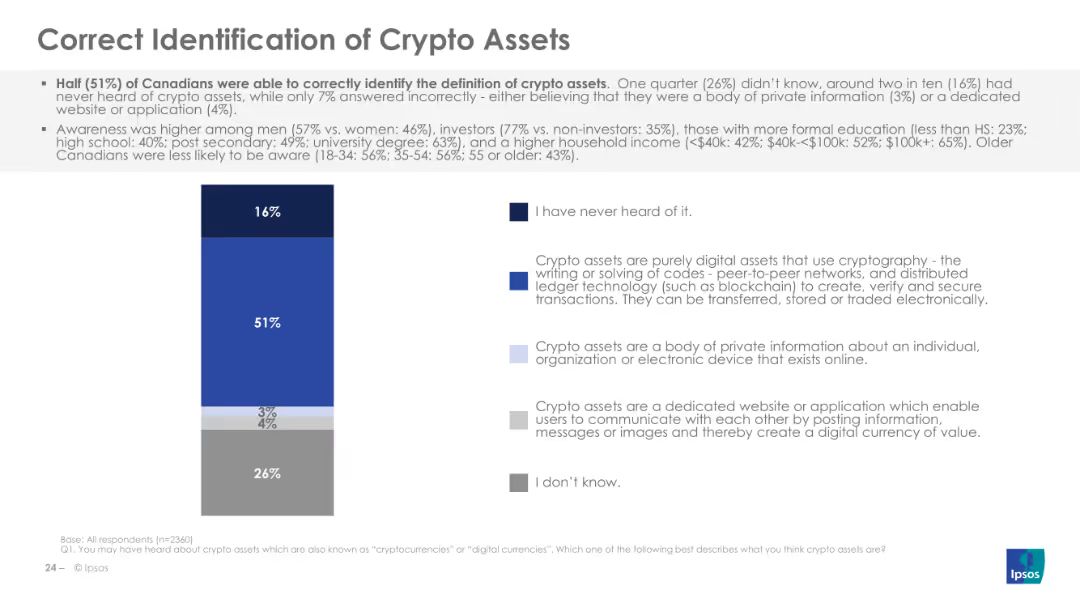 Correct Identification of Crypto Assets
▪ Half (51%) of Canadians were able to correctly identify the definition of crypto assets. One quarter (26%) didn’t know, around two in ten (16%) had
never heard of crypto assets, while only 7% answered incorrectly - either believing that they were a body of private information (3%) or a dedicated
website or application (4%).
▪ Awareness was higher among men (57% vs. women: 46%), investors (77% vs. non-investors: 35%), those with more formal education (less than HS: 23%;
high school: 40%; post secondary: 49%; university degree: 63%), and a higher household income (<$40k: 42%; $40k-<$100k: 52%; $100k+: 65%). Older
Canadians were less likely to be aware (18-34: 56%; 35-54: 56%; 55 or older: 43%).
16%
51%
3%
4%
26%
I have never heard of it.
Crypto assets are purely digital assets that use cryptography - the
writing or solving of codes - peer-to-peer networks, and distributed
ledger technology (such as blockchain) to create, verify and secure
transactions. They can be transferred, stored or traded electronically.
Crypto assets are a body of private information about an individual,
organization or electronic device that exists online.
Crypto assets are a dedicated website or application which enable
users to communicate with each other by posting information,
messages or images and thereby create a digital currency of value.
I don’t know.
Base: All respondents (n=2360)
Q1. You may have heard about crypto assets which are also known as “cryptocurrencies” or “digital currencies”. Which one of the following best describes what you think crypto assets are?
24 – © Ipsos
Ipsos